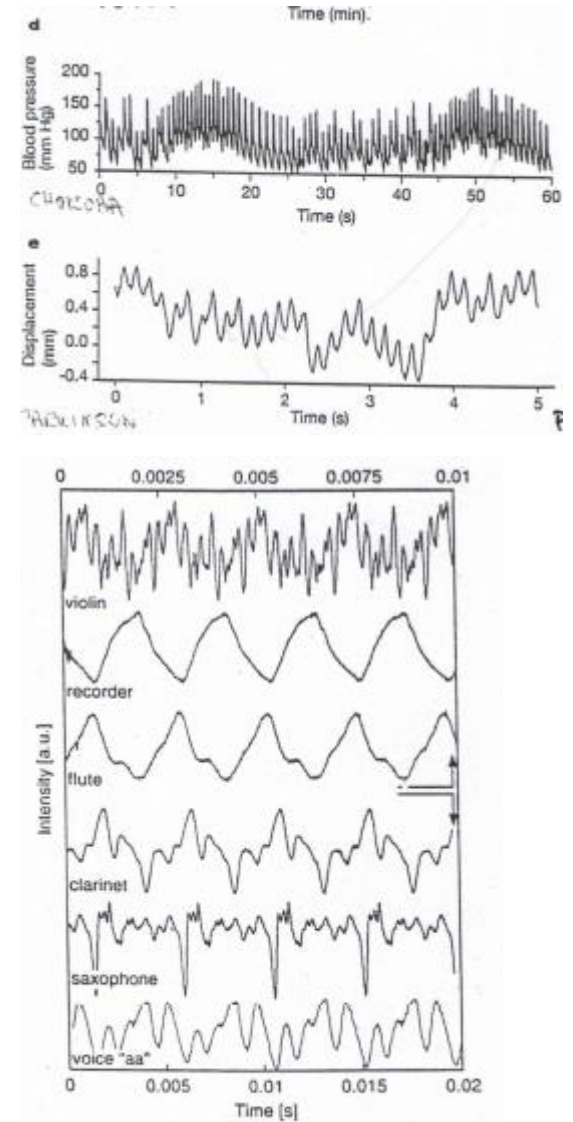 Time (min).
d
Blood pressure
(mm Hg)
200
150
100
50
0 10 20 30 40 50 60
Time (s)
e
Displacement
(mm)
0.8
0.4
0.0
-0.4
0 1 2 3 4 5
Time (s)
0 0.0025 0.005 0.0075 0.01
Intensity [a.u.]
violin
recorder
flute
clarinet
saxophone
voice "aa"
0 0.005 0.01 0.015 0.02
Time [s]